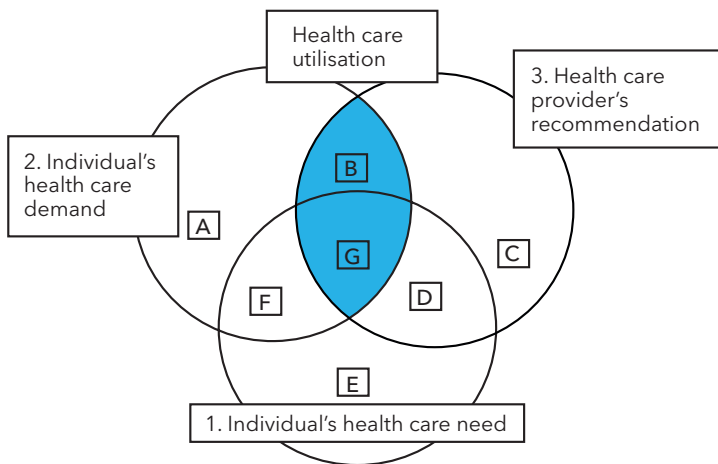 Health care
utilisation
3. Health care
provider's
recommendation
2. Individual's
health care
demand
B
A
G
C
F
D
E
1. Individual's health care need